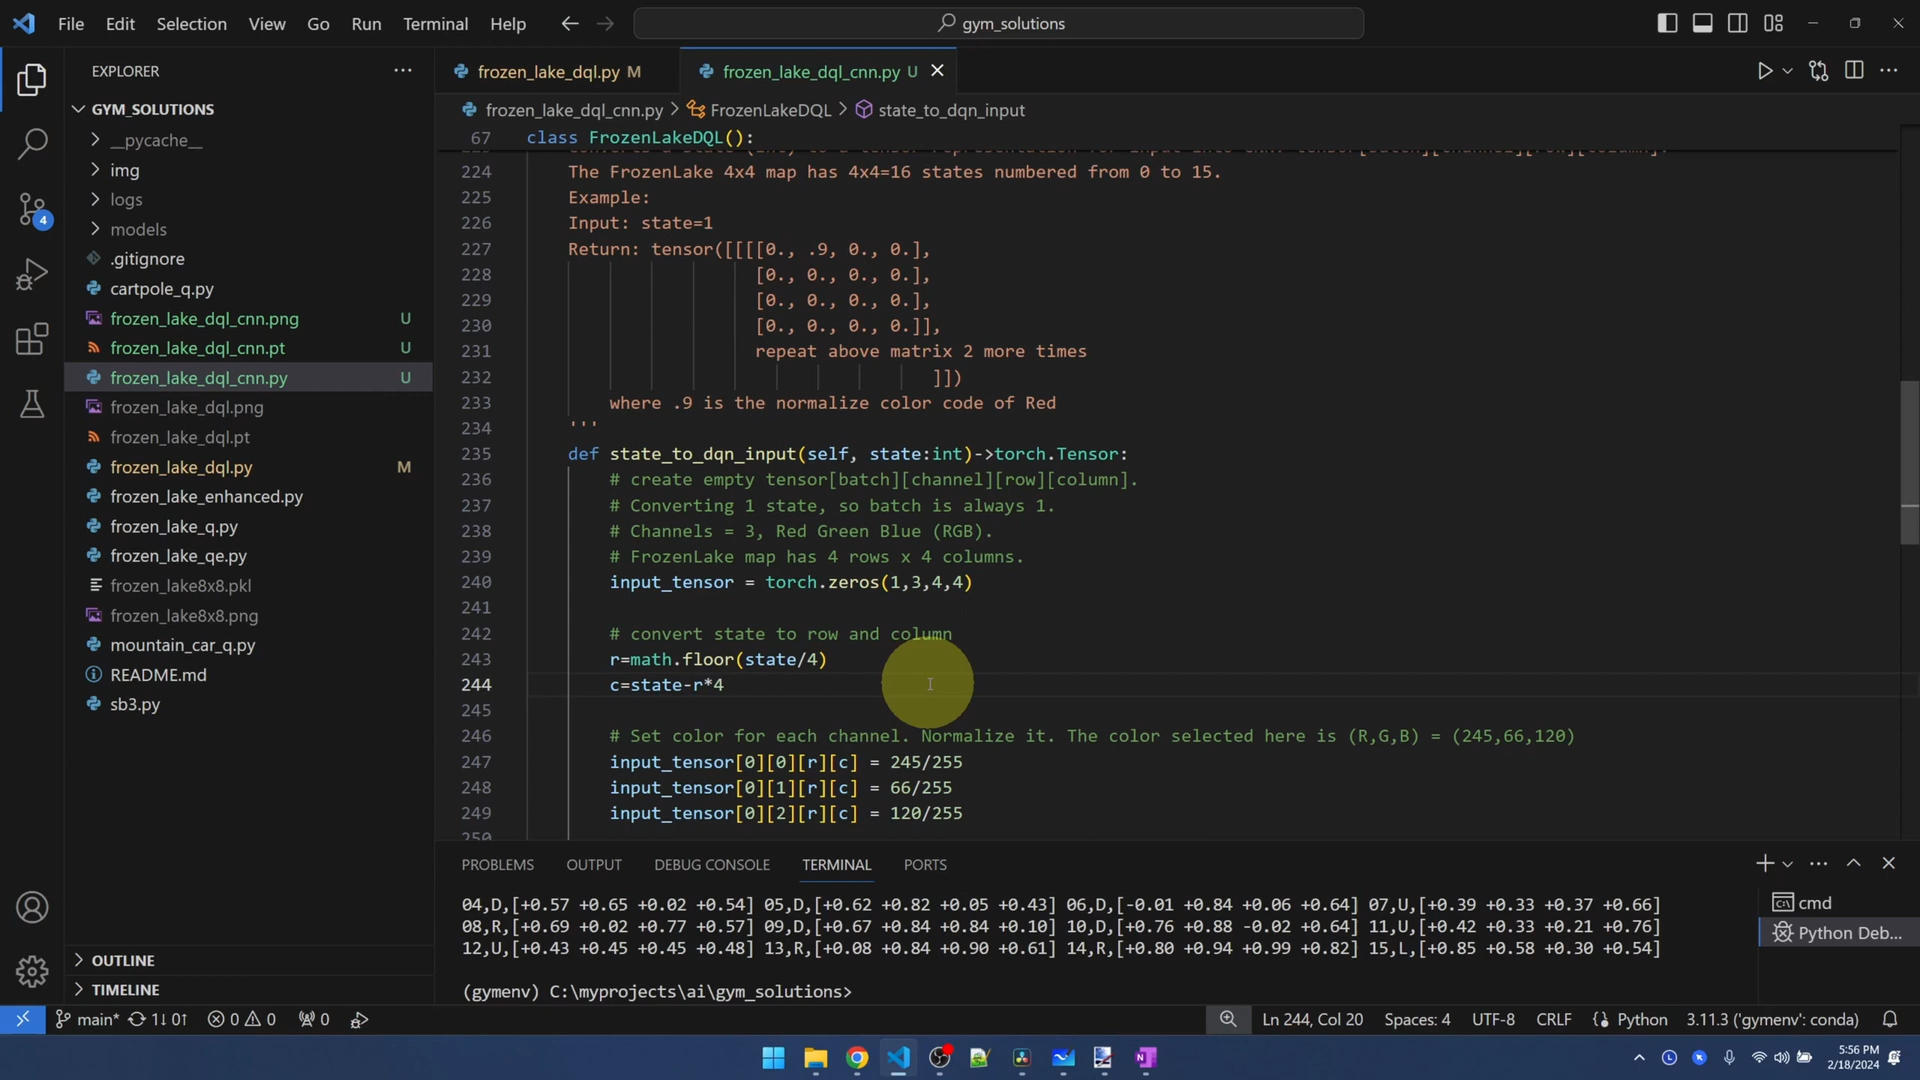 File Edit Selection View Go Run Terminal Help
gym_solutions
EXPLORER
GYM_SOLUTIONS
__pycache__
img
logs
models
.gitignore
cartpole_q.py
frozen_lake_dql_cnn.png U
frozen_lake_dql_cnn.pt U
frozen_lake_dql_cnn.py U
frozen_lake_dql.png
frozen_lake_dql.pt
frozen_lake_dql.py M
frozen_lake_enhanced.py
frozen_lake_q.py
frozen_lake_qe.py
frozen_lake8x8.pkl
frozen_lake8x8.png
mountain_car_q.py
README.md
sb3.py
4
OUTLINE
TIMELINE
frozen_lake_dql.py M
frozen_lake_dql_cnn.py U
frozen_lake_dql_cnn.py > FrozenLakeDQL > state_to_dqn_input
67 class FrozenLakeDQL():
224 The FrozenLake 4x4 map has 4x4=16 states numbered from 0 to 15.
225 Example:
226 Input: state=1
227 Return: tensor([[[[0., .9, 0., 0.],
228 [0., 0., 0., 0.],
229 [0., 0., 0., 0.],
230 [0., 0., 0., 0.]],
231 repeat above matrix 2 more times
232 ]])
233 where .9 is the normalize color code of Red
234 '''
235 def state_to_dqn_input(self, state:int)->torch.Tensor:
236 # create empty tensor[batch][channel][row][column].
237 # Converting 1 state, so batch is always 1.
238 # Channels = 3, Red Green Blue (RGB).
239 # FrozenLake map has 4 rows x 4 columns.
240 input_tensor = torch.zeros(1,3,4,4)
241
242 # convert state to row and column
243 r=math.floor(state/4)
244 c=state-r*4
245
246 # Set color for each channel. Normalize it. The color selected here is (R,G,B) = (245,66,120)
247 input_tensor[0][0][r][c] = 245/255
248 input_tensor[0][1][r][c] = 66/255
249 input_tensor[0][2][r][c] = 120/255
250
PROBLEMS OUTPUT DEBUG CONSOLE TERMINAL PORTS
04,D,[+0.57 +0.65 +0.02 +0.54] 05,D,[+0.62 +0.82 +0.05 +0.43] 06,D,[-0.01 +0.84 +0.06 +0.64] 07,U,[+0.39 +0.33 +0.37 +0.66]
08,R,[+0.69 +0.02 +0.77 +0.57] 09,D,[+0.67 +0.84 +0.84 +0.10] 10,D,[+0.76 +0.88 -0.02 +0.64] 11,U,[+0.42 +0.33 +0.21 +0.76]
12,U,[+0.43 +0.45 +0.45 +0.48] 13,R,[+0.08 +0.84 +0.90 +0.61] 14,R,[+0.80 +0.94 +0.99 +0.82] 15,L,[+0.85 +0.58 +0.30 +0.54]
(gymenv) C:\myprojects\ai\gym_solutions>
cmd
Python Deb...
main* 1↓ 0↑ 0 0 0
Ln 244, Col 20 Spaces: 4 UTF-8 CRLF Python 3.11.3 ('gymenv': conda)
5:56 PM
2/18/2024